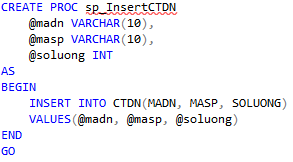 CREATE PROC sp_InsertCTDN
    @madn VARCHAR(10),
    @masp VARCHAR(10),
    @soluong INT
AS
BEGIN
    INSERT INTO CTDN(MADN, MASP, SOLUONG)
    VALUES(@madn, @masp, @soluong)
END
GO